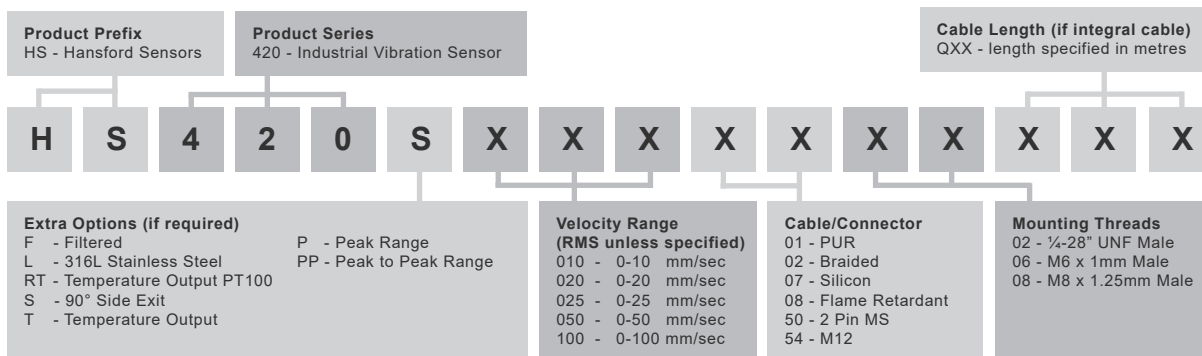 Product Prefix
HS - Hansford Sensors
Product Series
420 - Industrial Vibration Sensor
Cable Length (if integral cable)
QXX - length specified in metres
H S 4 2 0 S X X X X X X X X X X
Extra Options (if required)
F - Filtered
L - 316L Stainless Steel
RT - Temperature Output PT100
S - 90° Side Exit
T - Temperature Output
P - Peak Range
PP - Peak to Peak Range
Velocity Range
(RMS unless specified)
010 - 0-10 mm/sec
020 - 0-20 mm/sec
025 - 0-25 mm/sec
050 - 0-50 mm/sec
100 - 0-100 mm/sec
Cable/Connector
01 - PUR
02 - Braided
07 - Silicon
08 - Flame Retardant
50 - 2 Pin MS
54 - M12
Mounting Threads
02 - ¼-28” UNF Male
06 - M6 x 1mm Male
08 - M8 x 1.25mm Male